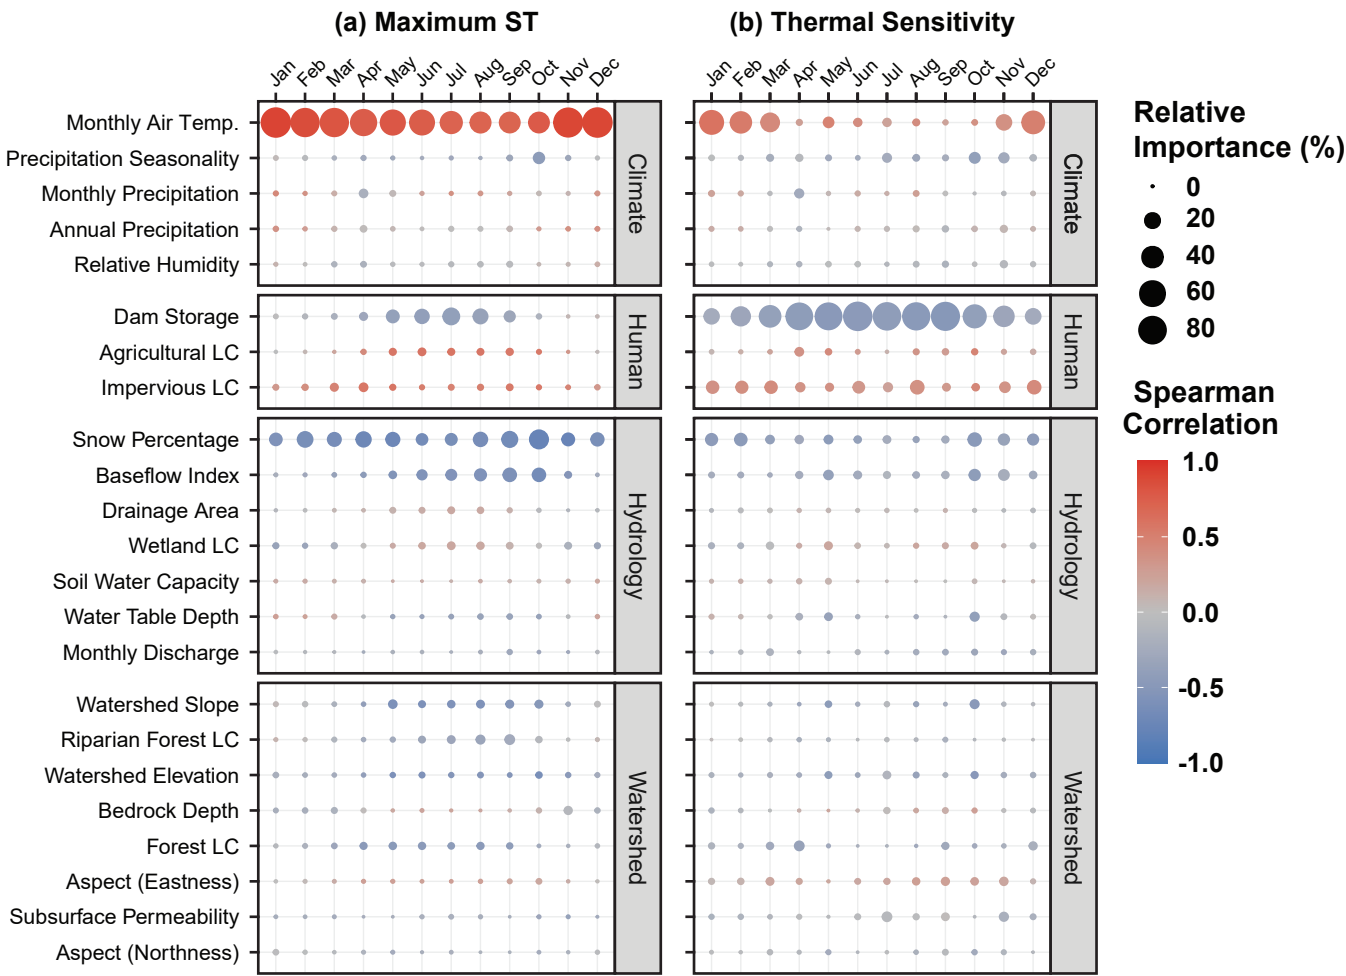 (a) Maximum ST
(b) Thermal Sensitivity
Jan Feb Mar Apr May Jun Jul Aug Sep Oct Nov Dec
Jan Feb Mar Apr May Jun Jul Aug Sep Oct Nov Dec
Monthly Air Temp.
Precipitation Seasonality
Monthly Precipitation
Annual Precipitation
Relative Humidity
Climate
Climate
Dam Storage
Agricultural LC
Impervious LC
Human
Human
Snow Percentage
Baseflow Index
Drainage Area
Wetland LC
Soil Water Capacity
Water Table Depth
Monthly Discharge
Hydrology
Hydrology
Watershed Slope
Riparian Forest LC
Watershed Elevation
Bedrock Depth
Forest LC
Aspect (Eastness)
Subsurface Permeability
Aspect (Northness)
Watershed
Watershed
Relative
Importance (%)
0
20
40
60
80
Spearman
Correlation
1.0
0.5
0.0
-0.5
-1.0